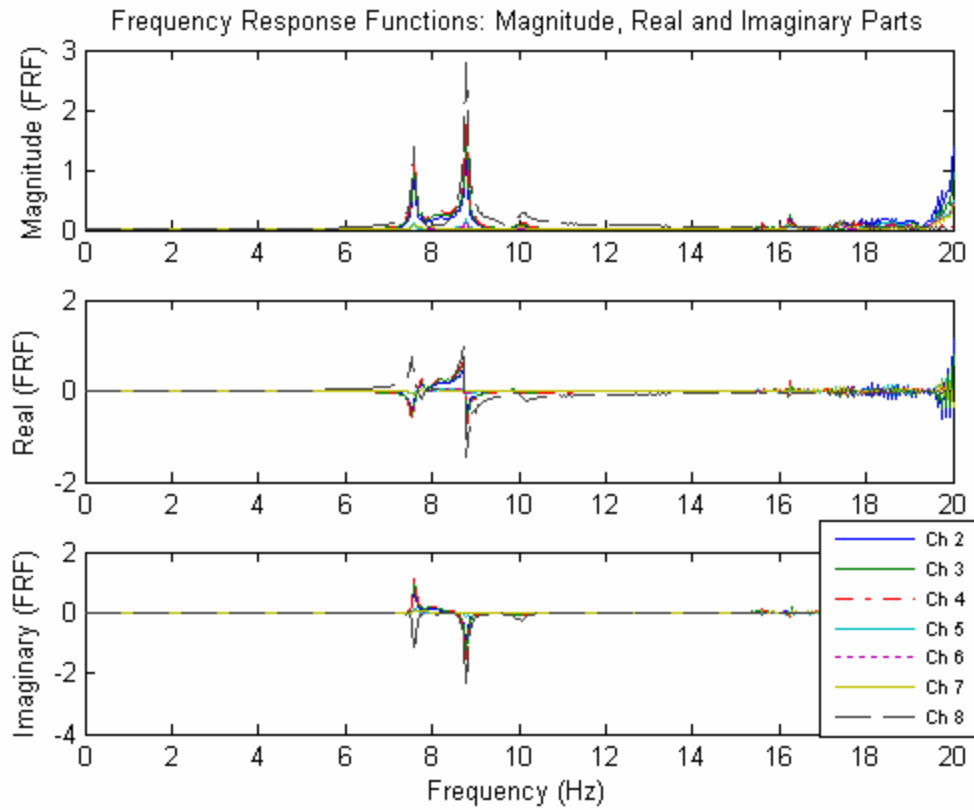 Frequency Response Functions: Magnitude, Real and Imaginary Parts
Magnitude (FRF)
3
2
1
0
0 2 4 6 8 10 12 14 16 18 20
Real (FRF)
2
0
-2
0 2 4 6 8 10 12 14 16 18 20
Imaginary (FRF)
2
0
-2
-4
0 2 4 6 8 10 12 14 16 18 20
Frequency (Hz)
Ch 2
Ch 3
Ch 4
Ch 5
Ch 6
Ch 7
Ch 8